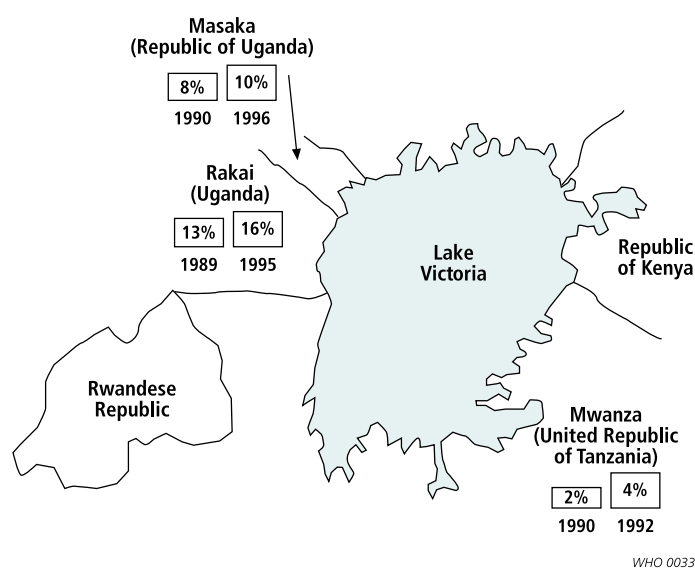 Masaka
(Republic of Uganda)
8% 10%
1990 1996
Rakai
(Uganda)
13% 16%
1989 1995
Lake
Victoria
Republic
of Kenya
Rwandese
Republic
Mwanza
(United Republic
of Tanzania)
2% 4%
1990 1992
WHO 0033